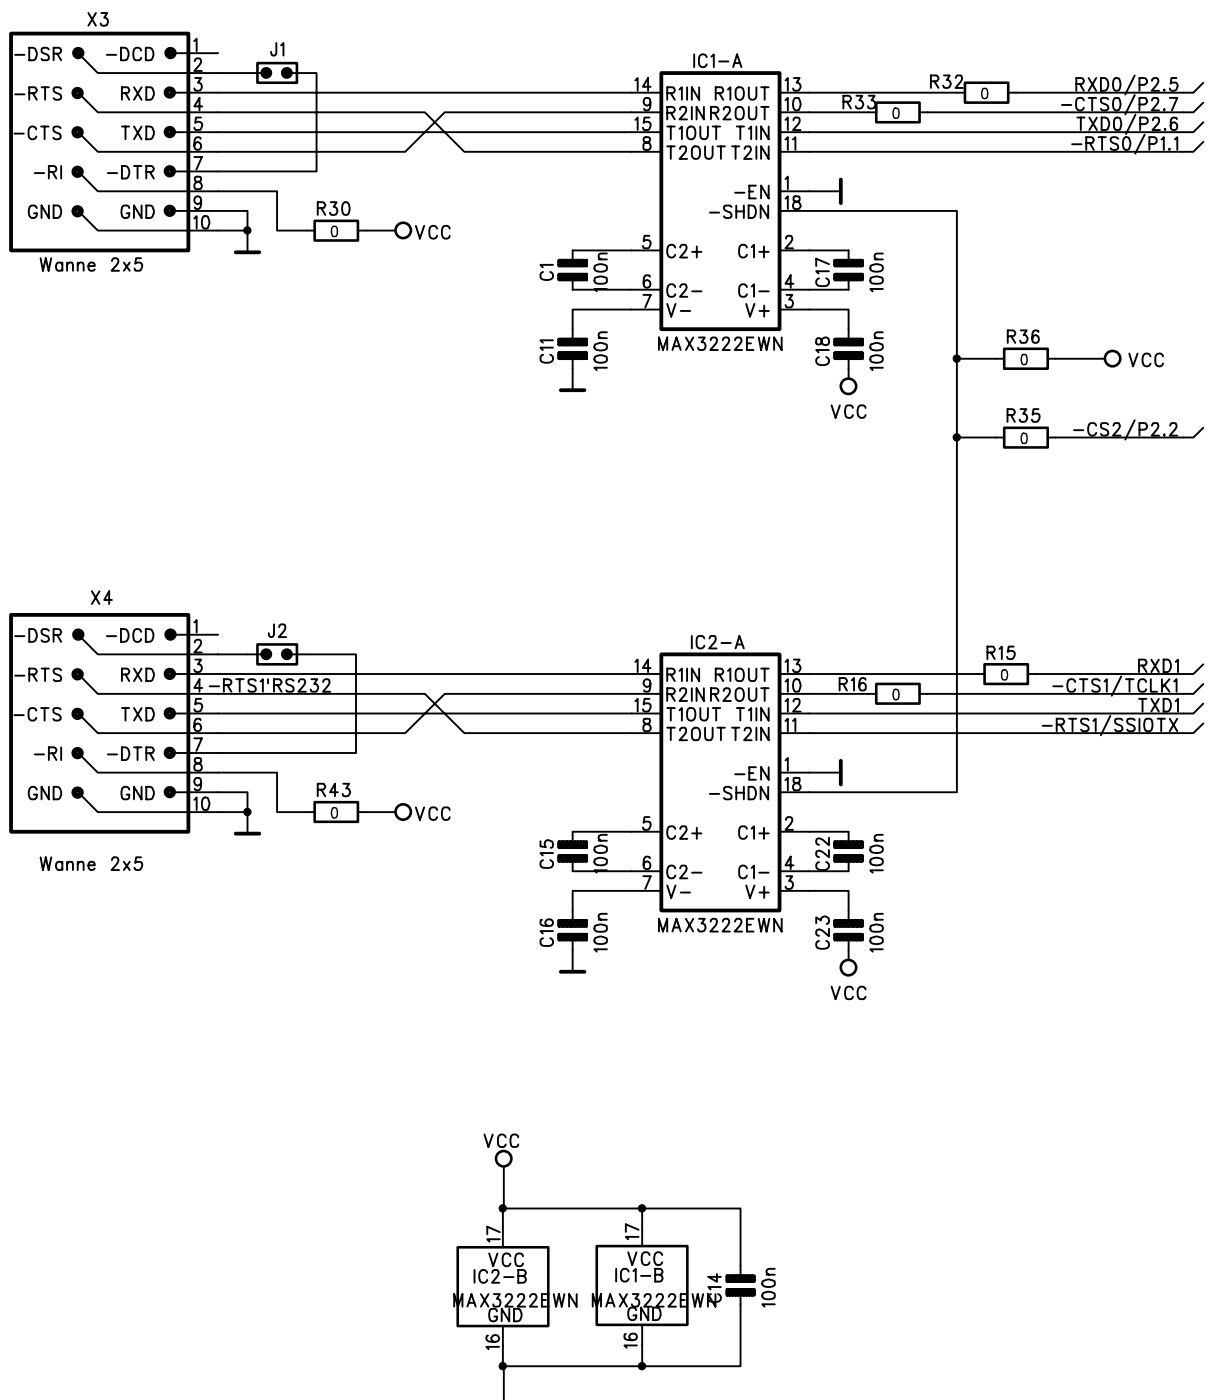 X3
-DSR -DCD 1
2
J1
-RTS RXD 3
4
-CTS TXD 5
6
-RI -DTR 7
8
GND GND 9
10
Wanne 2x5
R30
0
VCC
IC1-A
14 R1IN R1OUT 13
9 R2IN R2OUT 10
15 T1OUT T1IN 12
8 T2OUT T2IN 11
-EN 1
-SHDN 18
5 C2+ C1+ 2
6 C2- C1- 4
7 V- V+ 3
MAX3222EWN
C1 100n
C11 100n
C17 100n
C18 100n
VCC
R32
0
RXD0/P2.5
R33
0
-CTS0/P2.7
TXD0/P2.6
-RTS0/P1.1
R36
0
VCC
R35
0
-CS2/P2.2
X4
-DSR -DCD 1
2
J2
-RTS RXD 3
4 -RTS1'RS232
-CTS TXD 5
6
-RI -DTR 7
8
GND GND 9
10
Wanne 2x5
R43
0
VCC
IC2-A
14 R1IN R1OUT 13
9 R2IN R2OUT 10
15 T1OUT T1IN 12
8 T2OUT T2IN 11
-EN 1
-SHDN 18
5 C2+ C1+ 2
6 C2- C1- 4
7 V- V+ 3
MAX3222EWN
C15 100n
C16 100n
C22 100n
C23 100n
VCC
R15
0
RXD1
R16
0
-CTS1/TCLK1
TXD1
-RTS1/SSIOTX
VCC
17
VCC
IC2-B
MAX3222EWN
GND
16
17
VCC
IC1-B
MAX3222EWN
GND
16
100n